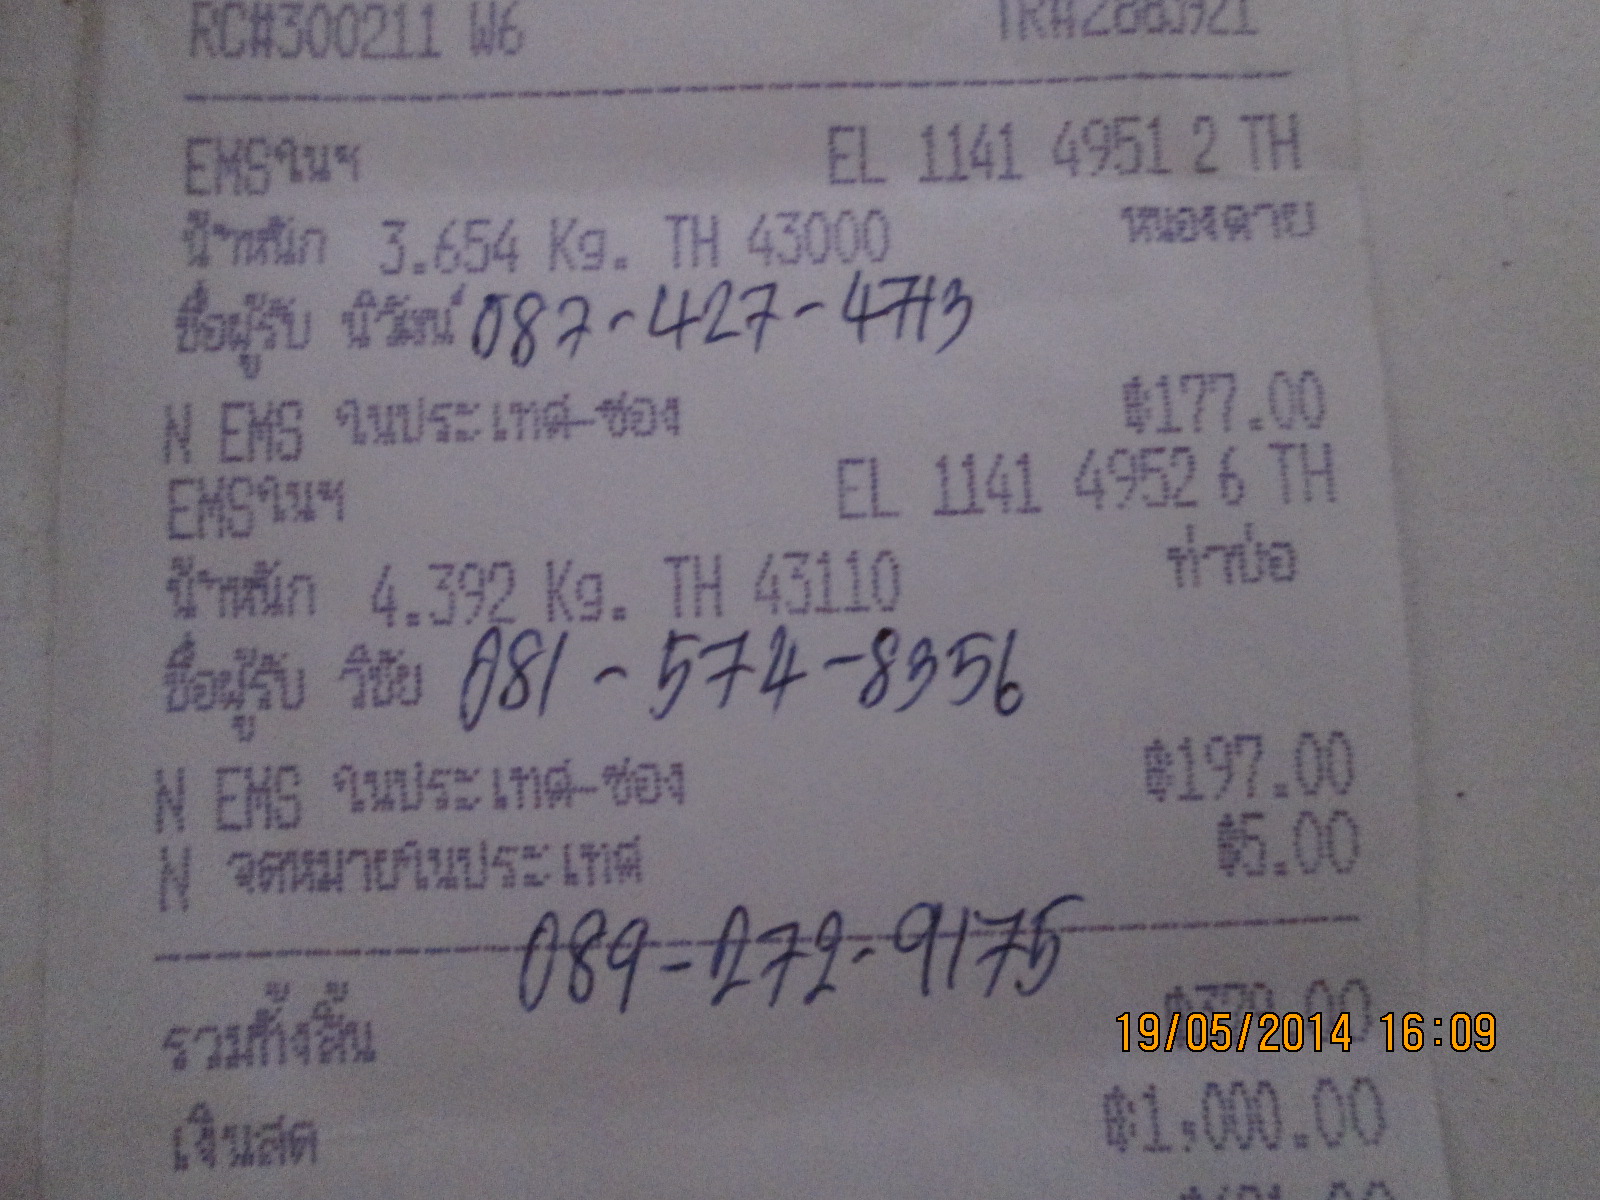 RC#300211 W6 TR#2885921
EMSในฯ EL 1141 4951 2 TH
น้ำหนัก 3.654 Kg. TH 43000 หนองคาย
ชื่อผู้รับ นิวัฒน์ 087-427-4713
N EMS ในประเทศ-ซอง ฿177.00
EMSในฯ EL 1141 4952 6 TH
น้ำหนัก 4.392 Kg. TH 43110 ท่าบ่อ
ชื่อผู้รับ วิชัย 081-574-8356
N EMS ในประเทศ-ซอง ฿197.00
N จดหมายในประเทศ ฿5.00
089-272-9175
รวมทั้งสิ้น
19/05/2014 16:09
เงินสด ฿1,000.00